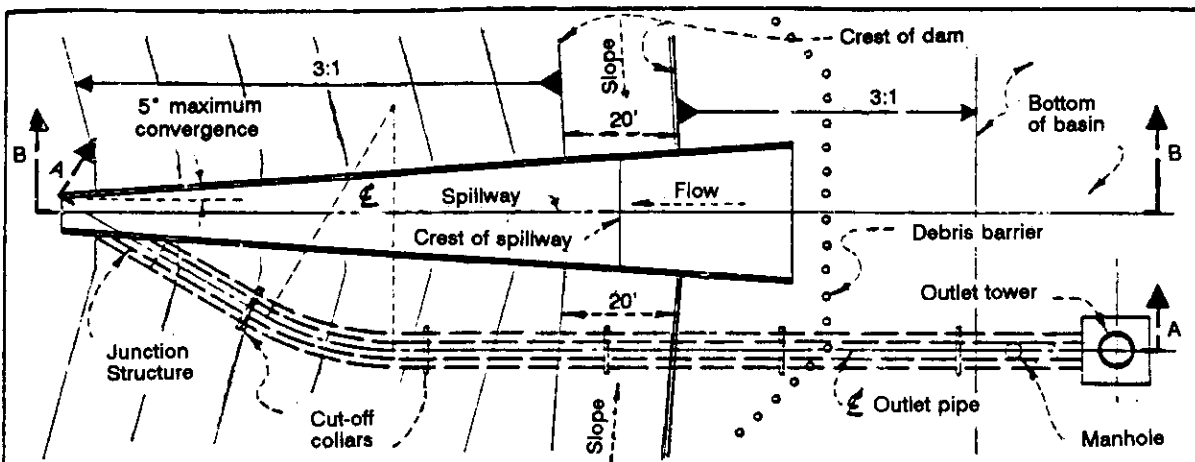 Crest of dam
3:1
Slope
3:1
5° maximum
convergence
Bottom
of basin
20'
B
A
B
℄
Spillway
Flow
Crest of spillway
Debris barrier
Outlet tower
20'
A
Junction
Structure
℄ Outlet pipe
Cut-off
collars
Slope
Manhole